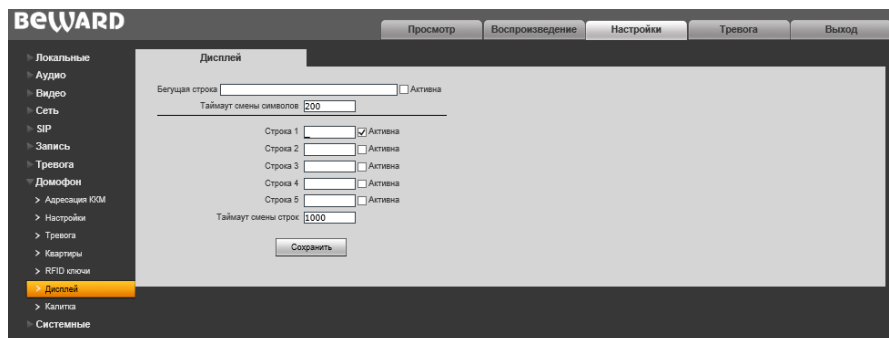 BEWARD
Просмотр Воспроизведение Настройки Тревога Выход
Локальные
Аудио
Видео
Сеть
SIP
Запись
Тревога
Домофон
Адресация ККМ
Настройки
Тревога
Квартиры
RFID ключи
Дисплей
Калитка
Системные
Дисплей
Бегущая строка Активна
Таймаут смены символов 200
Строка 1 _ Активна
Строка 2 Активна
Строка 3 Активна
Строка 4 Активна
Строка 5 Активна
Таймаут смены строк 1000
Сохранить